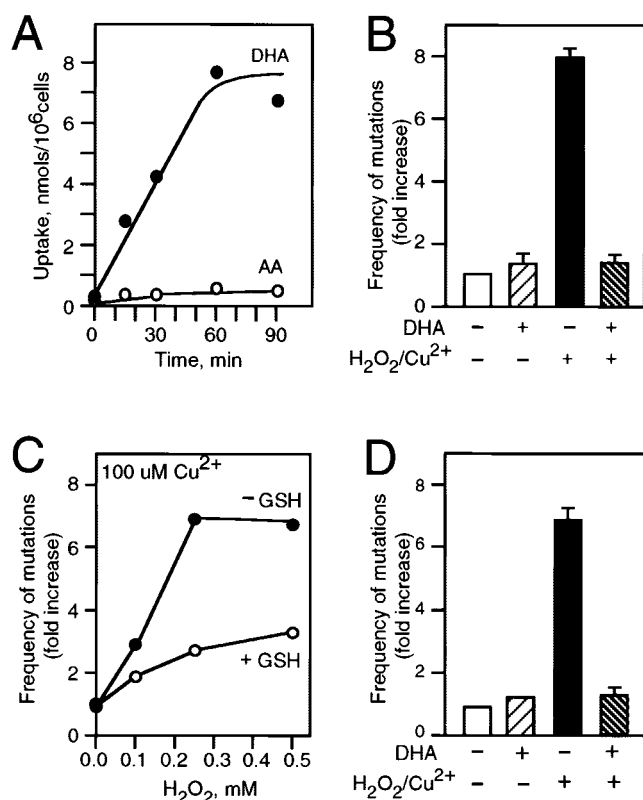 A
Uptake, nmols/10⁶cells
8
6
4
2
0
DHA
AA
0 30 60 90
Time, min
B
Frequency of mutations
(fold increase)
8
6
4
2
0
DHA - + - +
H₂O₂/Cu²⁺ - - + +
C
Frequency of mutations
(fold increase)
8
6
4
2
0
100 uM Cu²⁺
- GSH
+ GSH
0.0 0.1 0.2 0.3 0.4 0.5
H₂O₂, mM
D
Frequency of mutations
(fold increase)
8
6
4
2
0
DHA - + - +
H₂O₂/Cu²⁺ - - + +